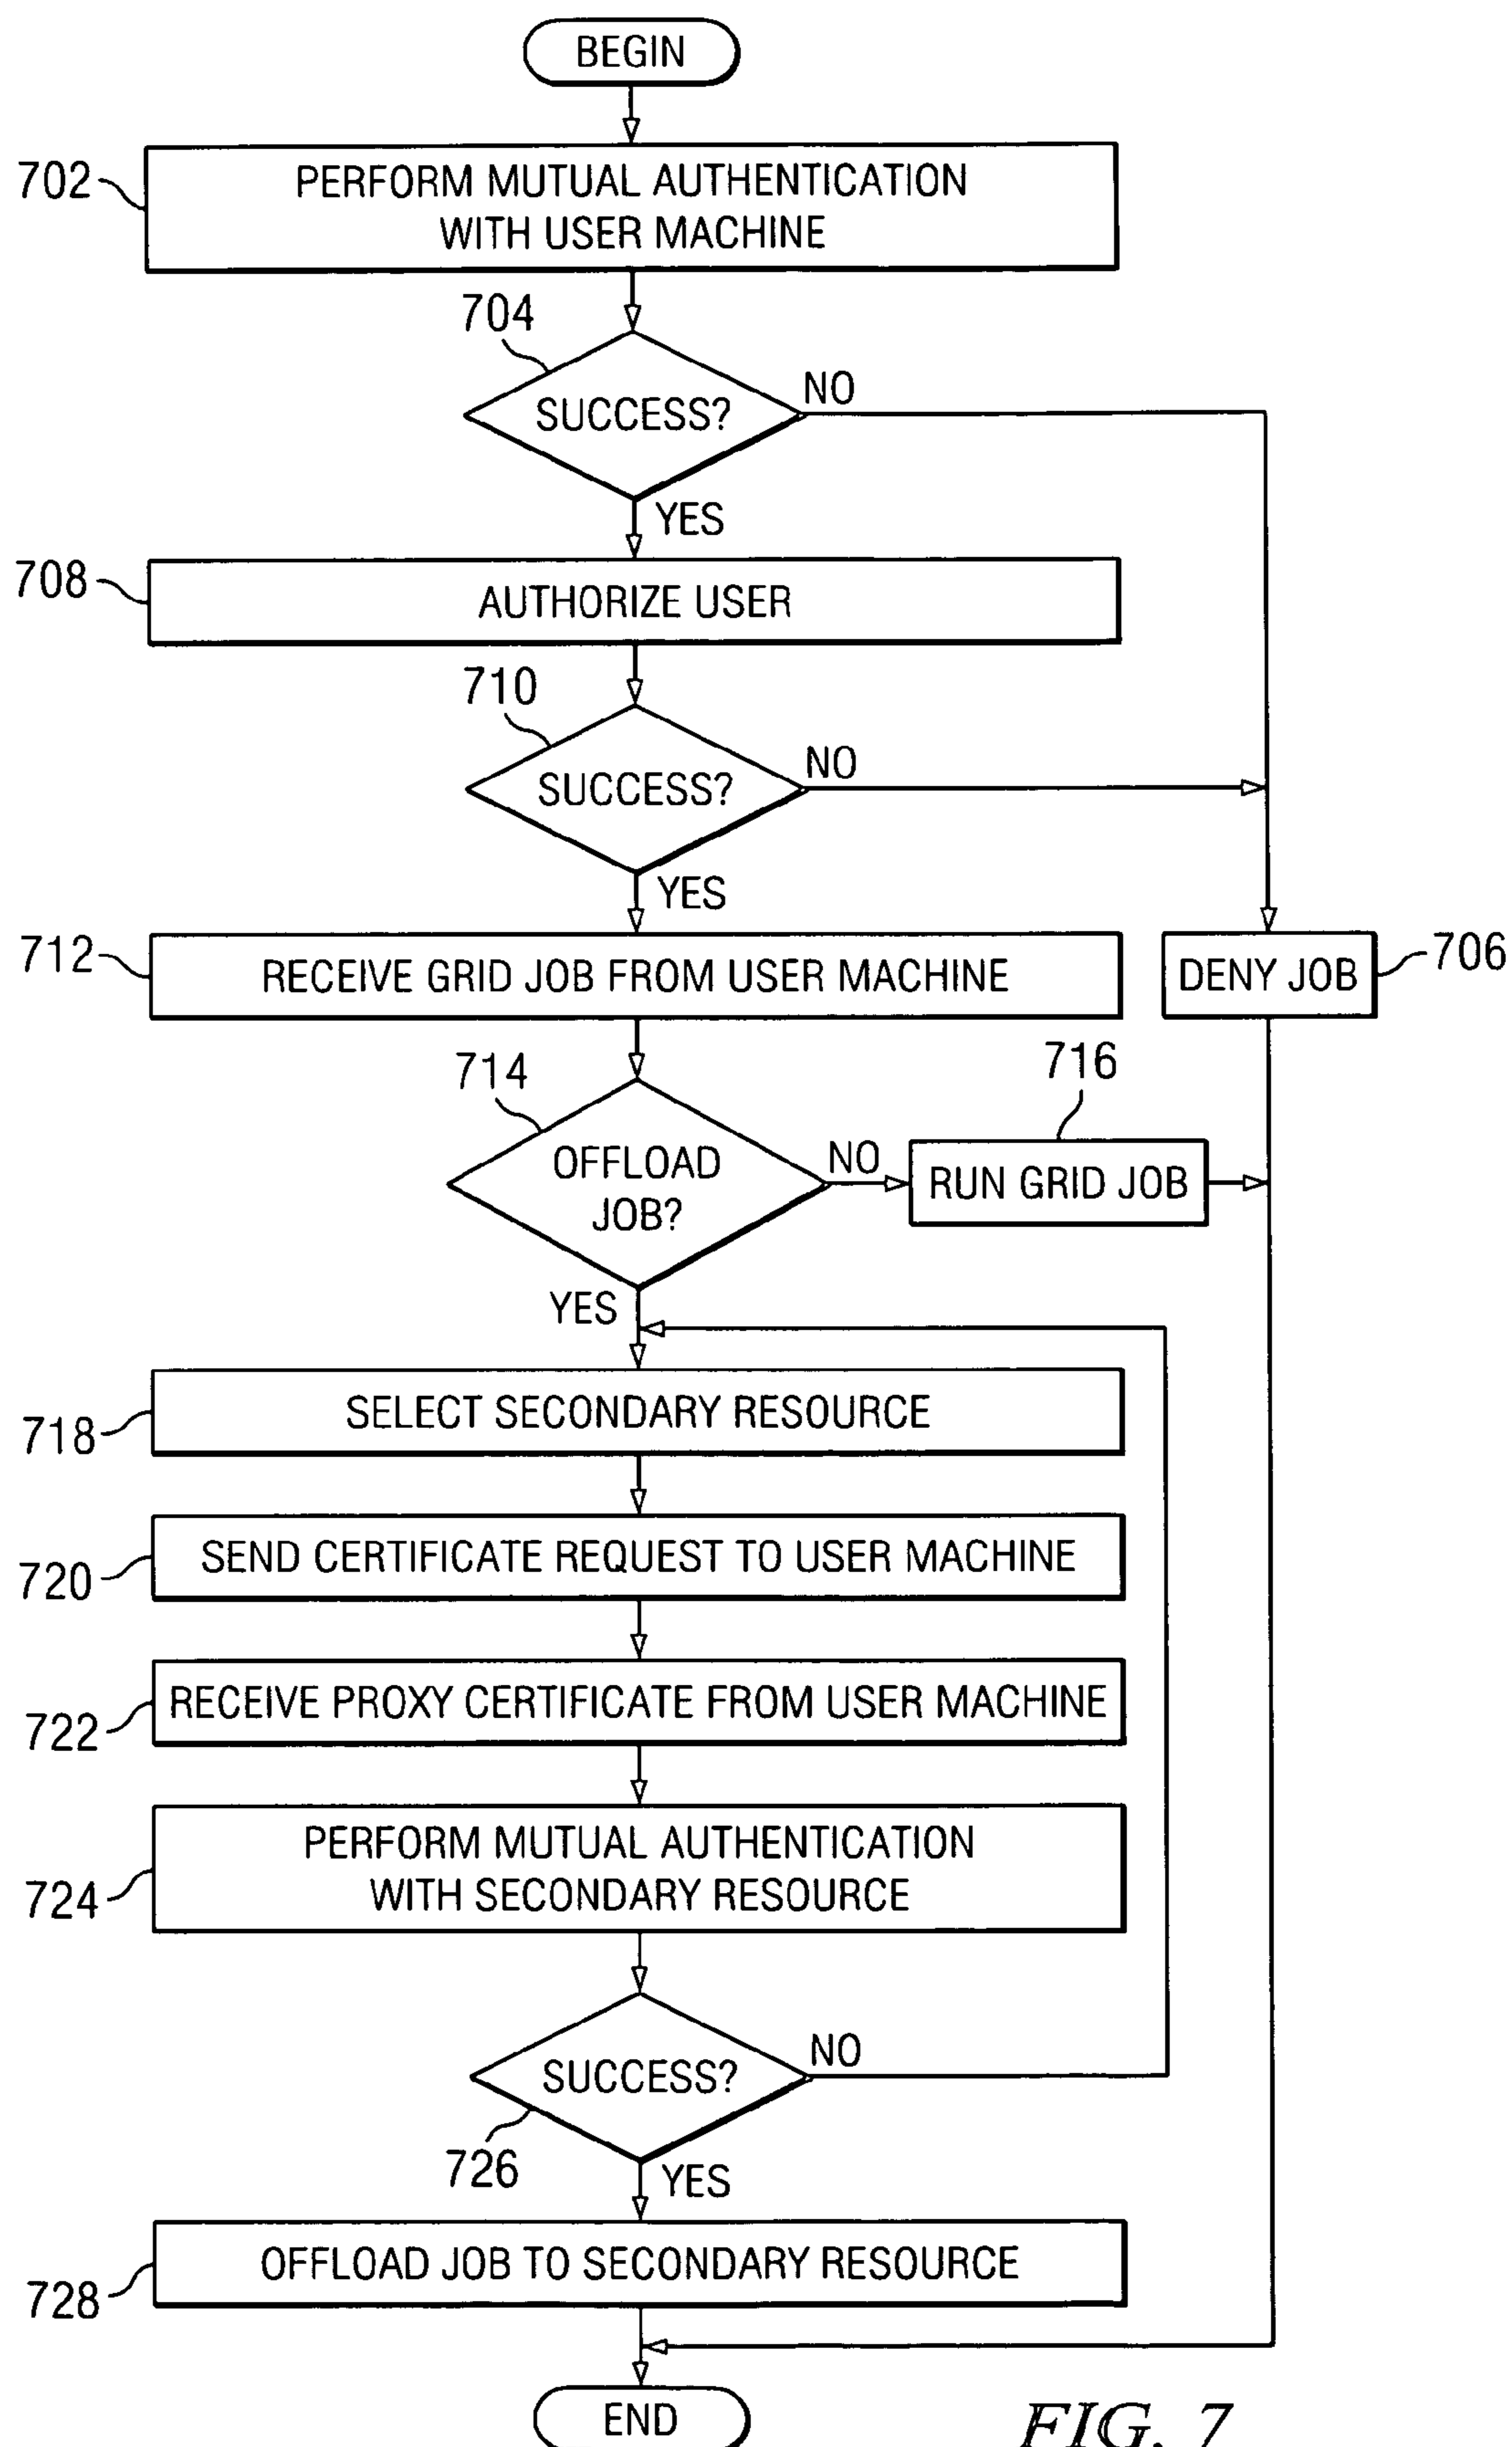 BEGIN
702
PERFORM MUTUAL AUTHENTICATION
WITH USER MACHINE
704
SUCCESS?
NO
YES
708
AUTHORIZE USER
710
SUCCESS?
NO
YES
712
RECEIVE GRID JOB FROM USER MACHINE
DENY JOB
706
714
OFFLOAD
JOB?
NO
716
RUN GRID JOB
YES
718
SELECT SECONDARY RESOURCE
720
SEND CERTIFICATE REQUEST TO USER MACHINE
722
RECEIVE PROXY CERTIFICATE FROM USER MACHINE
724
PERFORM MUTUAL AUTHENTICATION
WITH SECONDARY RESOURCE
SUCCESS?
NO
726
YES
728
OFFLOAD JOB TO SECONDARY RESOURCE
END
FIG. 7